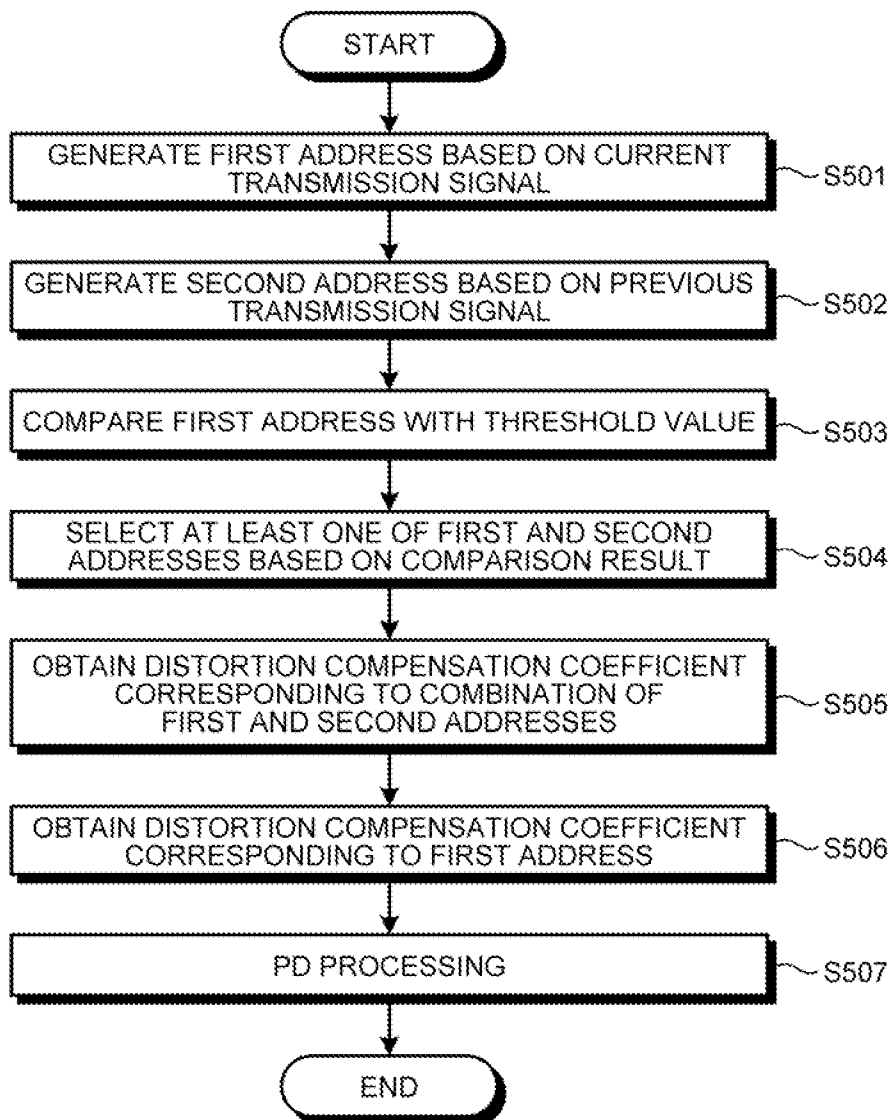 START
GENERATE FIRST ADDRESS BASED ON CURRENT
TRANSMISSION SIGNAL
S501
GENERATE SECOND ADDRESS BASED ON PREVIOUS
TRANSMISSION SIGNAL
S502
COMPARE FIRST ADDRESS WITH THRESHOLD VALUE
S503
SELECT AT LEAST ONE OF FIRST AND SECOND
ADDRESSES BASED ON COMPARISON RESULT
S504
OBTAIN DISTORTION COMPENSATION COEFFICIENT
CORRESPONDING TO COMBINATION OF
FIRST AND SECOND ADDRESSES
S505
OBTAIN DISTORTION COMPENSATION COEFFICIENT
CORRESPONDING TO FIRST ADDRESS
S506
PD PROCESSING
S507
END